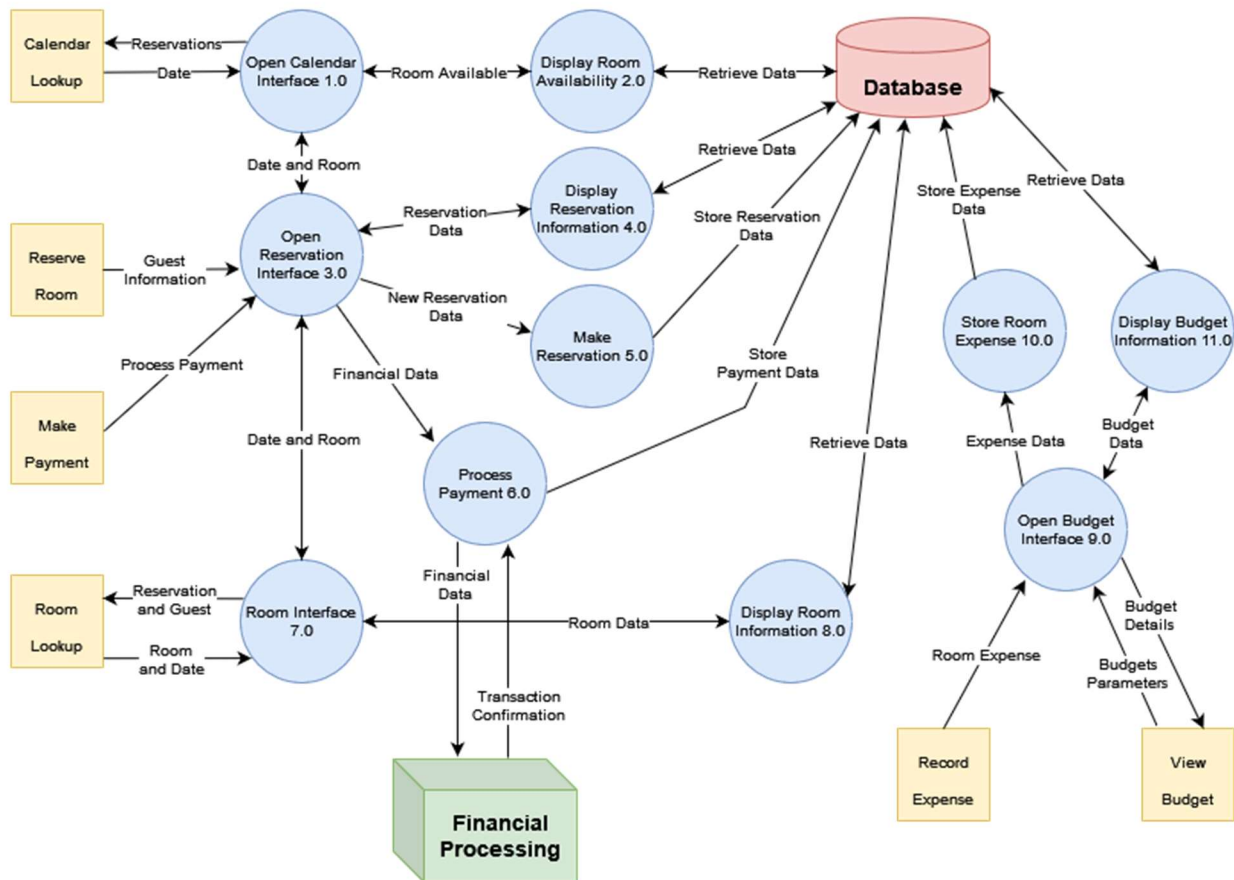 Calendar
Lookup
Reservations
Date
Open Calendar
Interface 1.0
Room Available
Display Room
Availability 2.0
Retrieve Data
Database
Date and Room
Retrieve Data
Display
Reservation
Information 4.0
Reservation
Data
Store Reservation
Data
Store Expense
Data
Retrieve Data
Reserve
Room
Guest
Information
Open
Reservation
Interface 3.0
New Reservation
Data
Make
Reservation 5.0
Store Room
Expense 10.0
Display Budget
Information 11.0
Process Payment
Financial Data
Store
Payment Data
Make
Payment
Date and Room
Retrieve Data
Expense Data
Budget
Data
Process
Payment 6.0
Open Budget
Interface 9.0
Room
Lookup
Reservation
and Guest
Room
and Date
Room Interface
7.0
Financial
Data
Room Data
Display Room
Information 8.0
Budget
Details
Room Expense
Budgets
Parameters
Transaction
Confirmation
Record
Expense
View
Budget
Financial
Processing